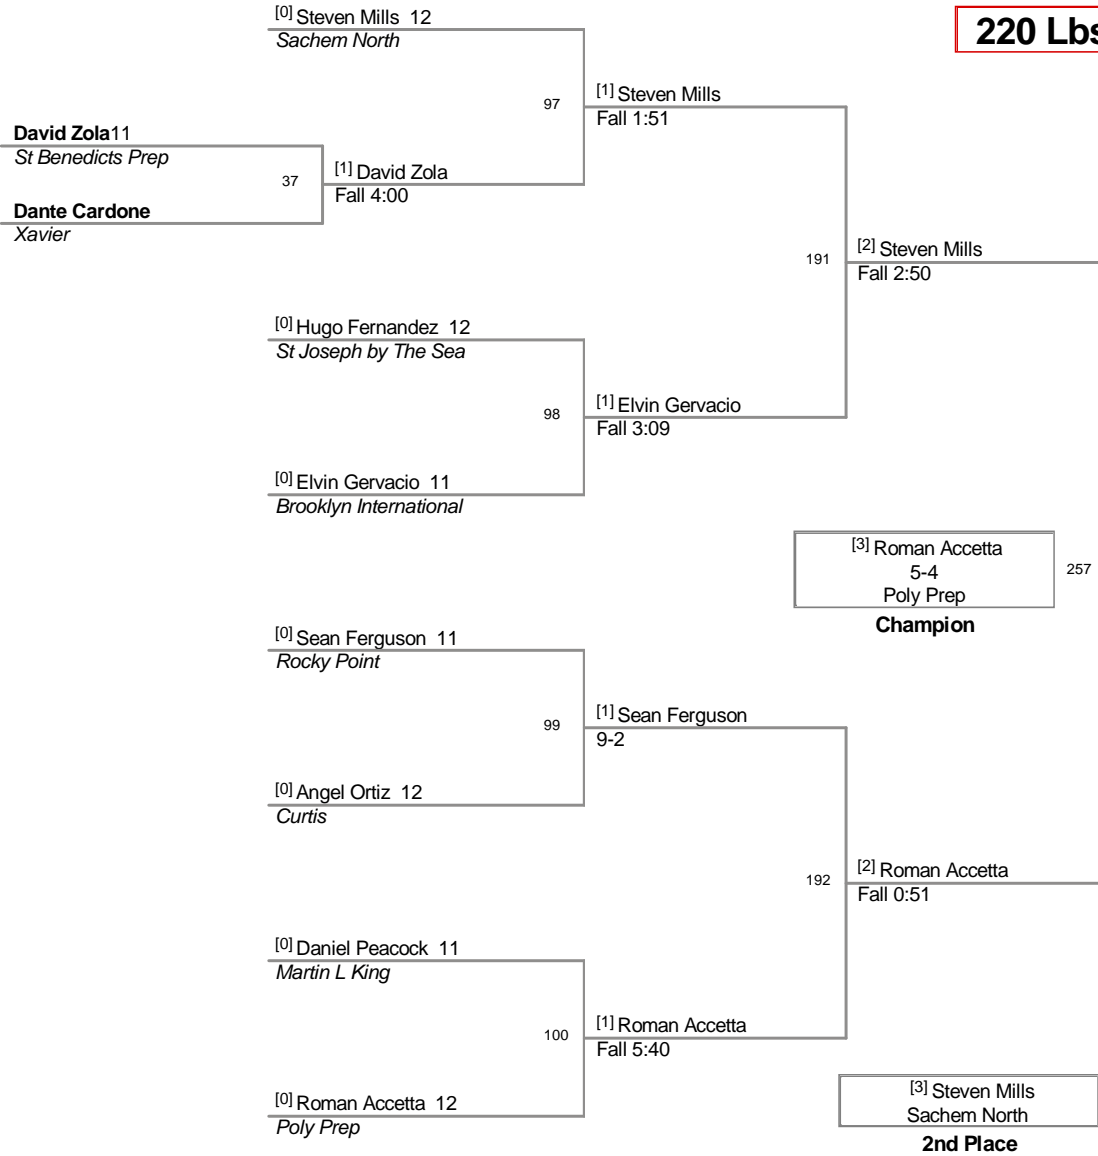 [0] Steven Mills 12
Sachem North
220 Lbs
97
[1] Steven Mills
Fall 1:51
David Zola11
St Benedicts Prep
37
[1] David Zola
Fall 4:00
Dante Cardone
Xavier
191
[2] Steven Mills
Fall 2:50
[0] Hugo Fernandez 12
St Joseph by The Sea
98
[1] Elvin Gervacio
Fall 3:09
[0] Elvin Gervacio 11
Brooklyn International
[3] Roman Accetta
5-4
Poly Prep
257
Champion
[0] Sean Ferguson 11
Rocky Point
99
[1] Sean Ferguson
9-2
[0] Angel Ortiz 12
Curtis
192
[2] Roman Accetta
Fall 0:51
[0] Daniel Peacock 11
Martin L King
100
[1] Roman Accetta
Fall 5:40
[0] Roman Accetta 12
Poly Prep
[3] Steven Mills
Sachem North
2nd Place